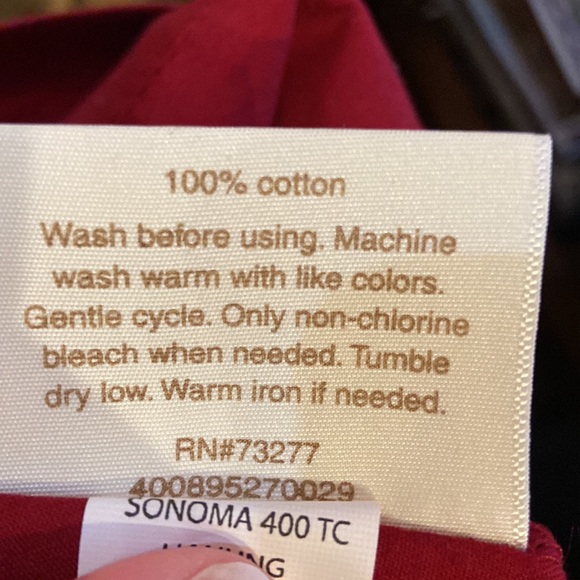 100% cotton
Wash before using. Machine
wash warm with like colors.
Gentle cycle. Only non-chlorine
bleach when needed. Tumble
dry low. Warm iron if needed.
RN#73277
400895270029
SONOMA 400 TC